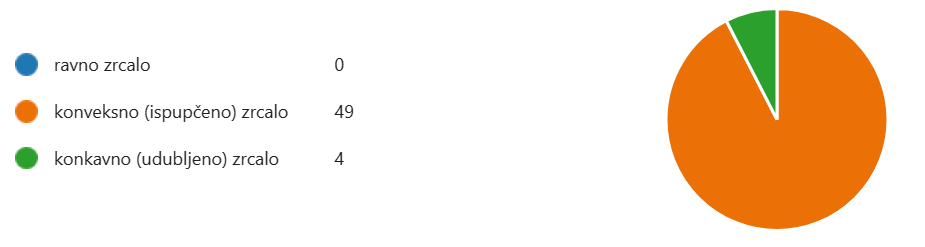 ravno zrcalo 0
konveksno (ispupčeno) zrcalo 49
konkavno (udubljeno) zrcalo 4